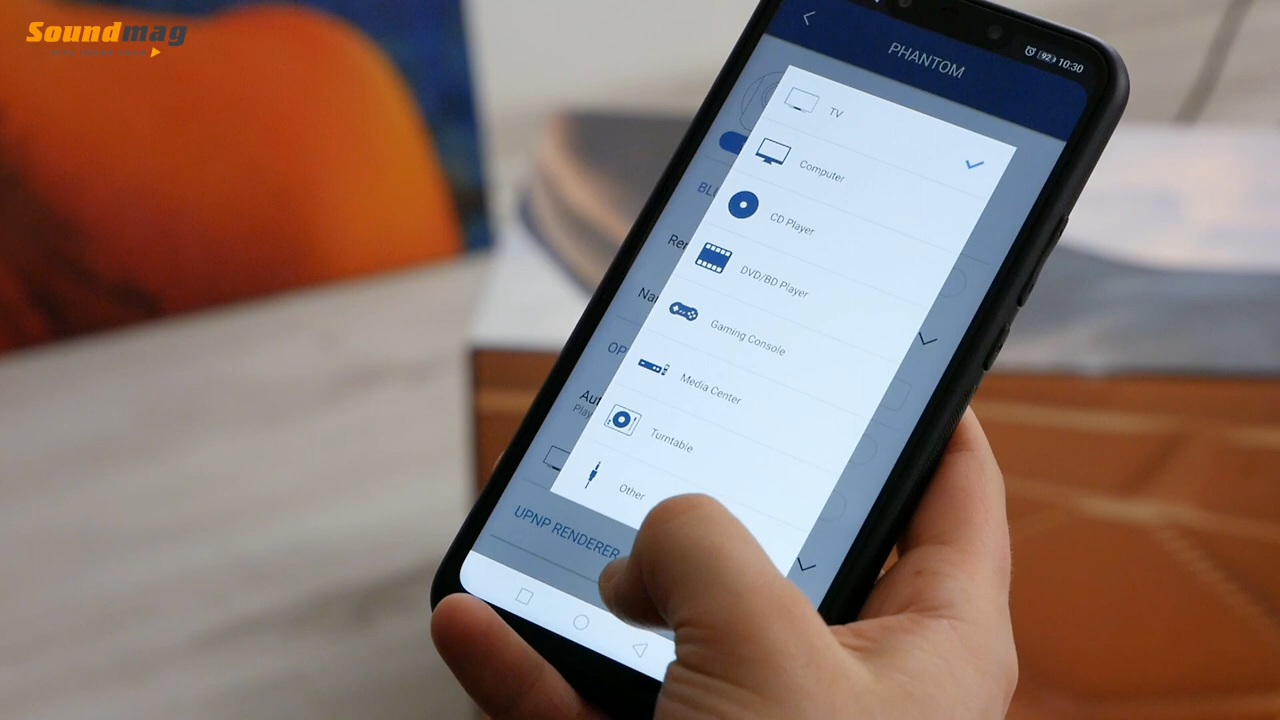 Soundmag
92 10:30
PHANTOM
TV
Computer
CD Player
DVD/BD Player
Gaming Console
Media Center
Turntable
Other
UPNP RENDERER